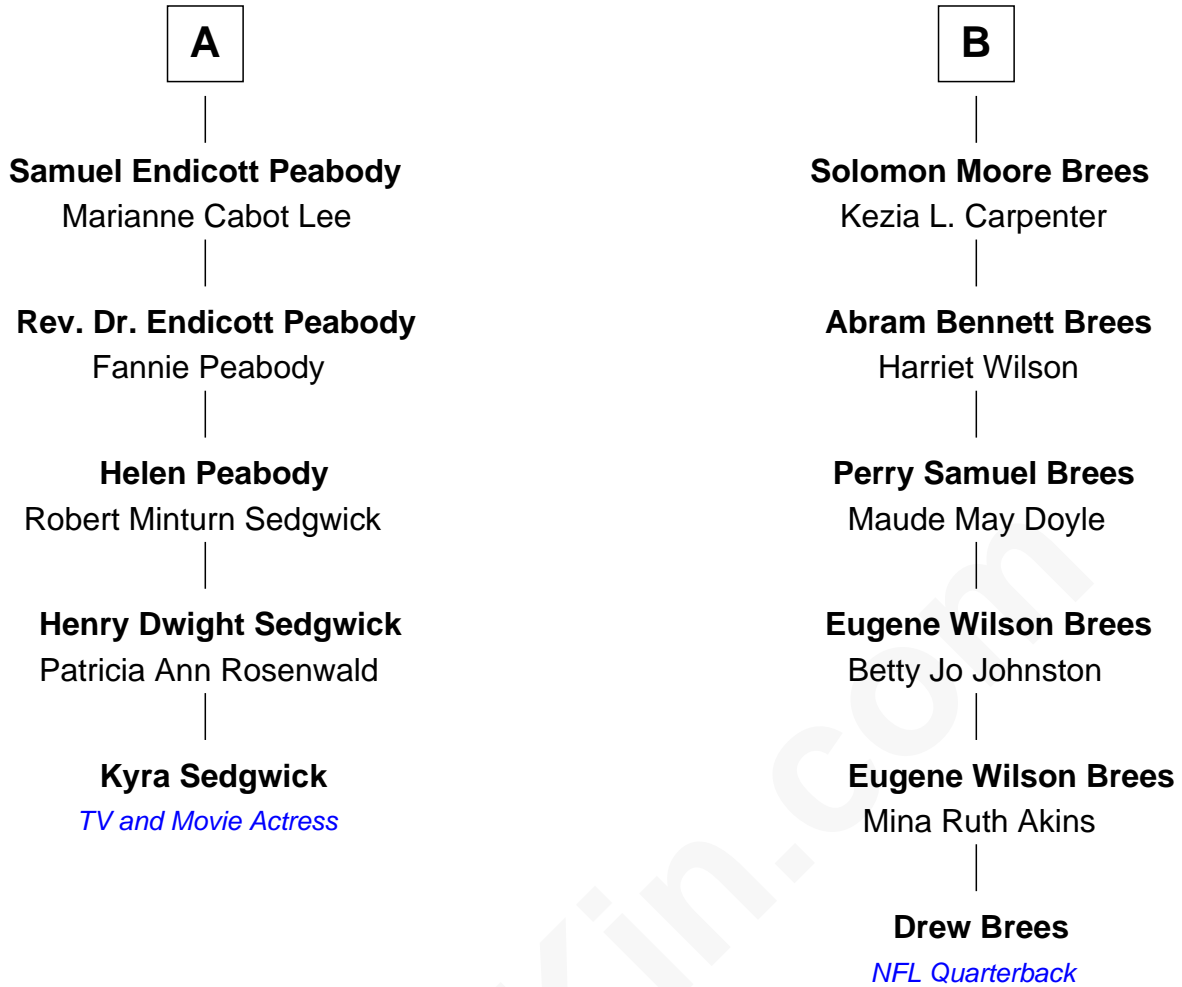 A
Samuel Endicott Peabody
Marianne Cabot Lee
Rev. Dr. Endicott Peabody
Fannie Peabody
Helen Peabody
Robert Minturn Sedgwick
Henry Dwight Sedgwick
Patricia Ann Rosenwald
Kyra Sedgwick
TV and Movie Actress
B
Solomon Moore Brees
Kezia L. Carpenter
Abram Bennett Brees
Harriet Wilson
Perry Samuel Brees
Maude May Doyle
Eugene Wilson Brees
Betty Jo Johnston
Eugene Wilson Brees
Mina Ruth Akins
Drew Brees
NFL Quarterback
Kin.com